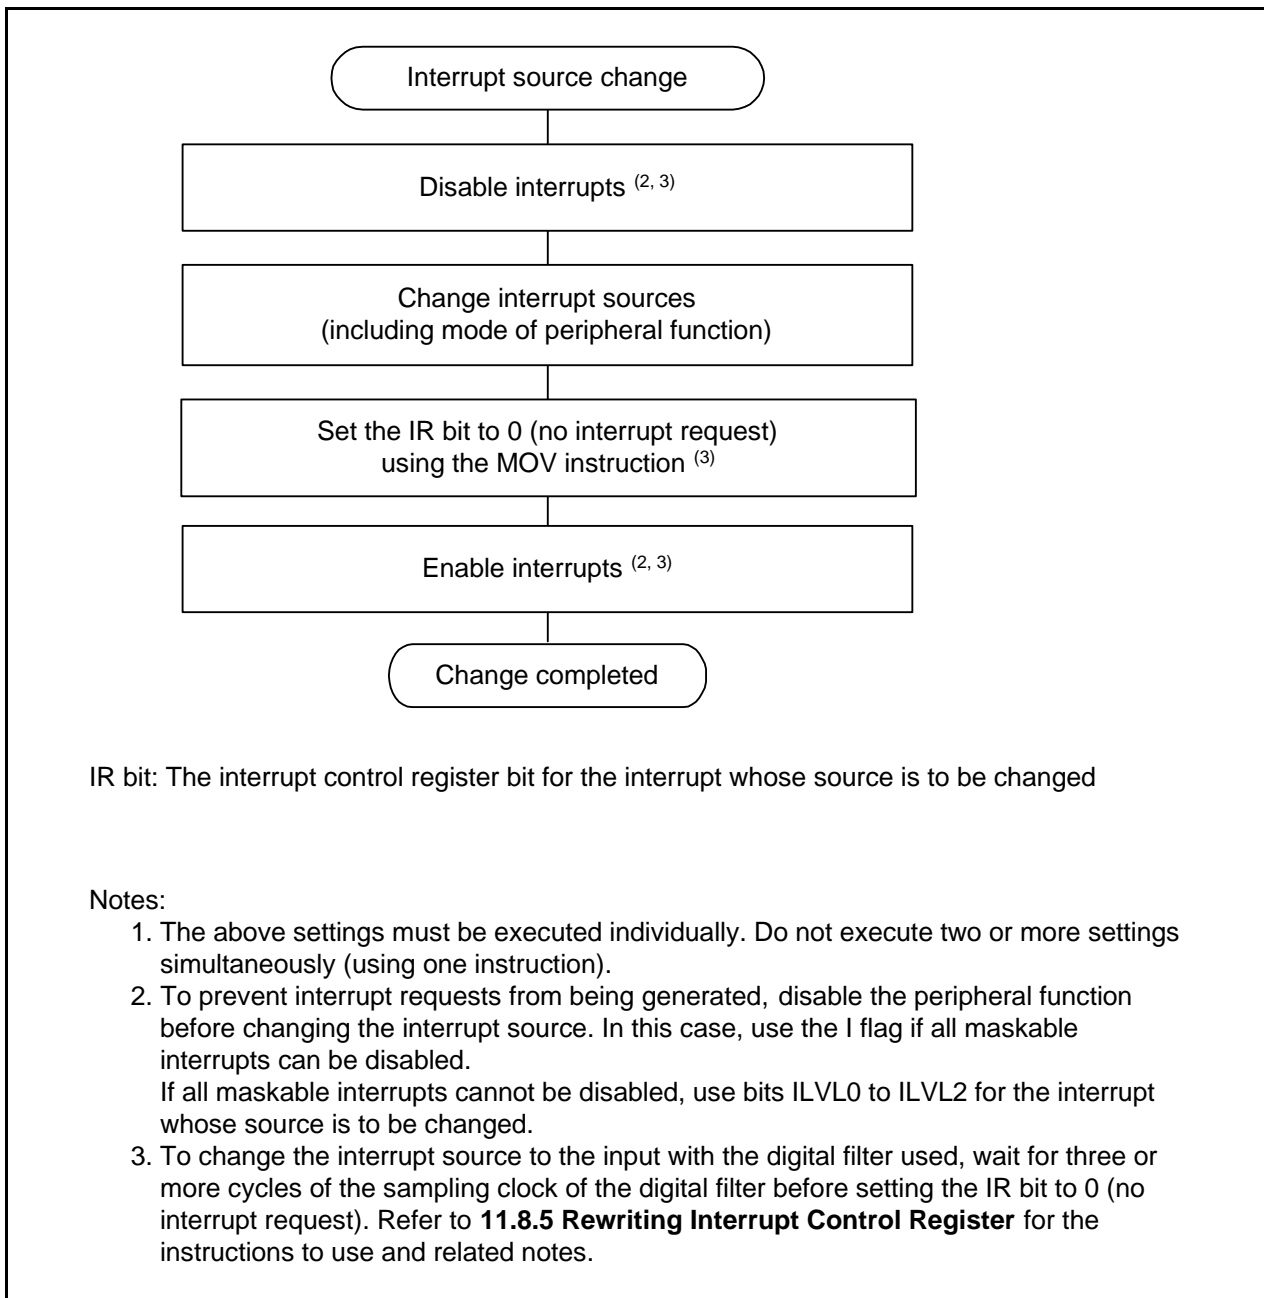 Interrupt source change
Disable interrupts (2, 3)
Change interrupt sources
(including mode of peripheral function)
Set the IR bit to 0 (no interrupt request)
using the MOV instruction (3)
Enable interrupts (2, 3)
Change completed
IR bit: The interrupt control register bit for the interrupt whose source is to be changed
Notes:
1. The above settings must be executed individually. Do not execute two or more settings
simultaneously (using one instruction).
2. To prevent interrupt requests from being generated, disable the peripheral function
before changing the interrupt source. In this case, use the I flag if all maskable
interrupts can be disabled.
If all maskable interrupts cannot be disabled, use bits ILVL0 to ILVL2 for the interrupt
whose source is to be changed.
3. To change the interrupt source to the input with the digital filter used, wait for three or
more cycles of the sampling clock of the digital filter before setting the IR bit to 0 (no
interrupt request). Refer to 11.8.5 Rewriting Interrupt Control Register for the
instructions to use and related notes.